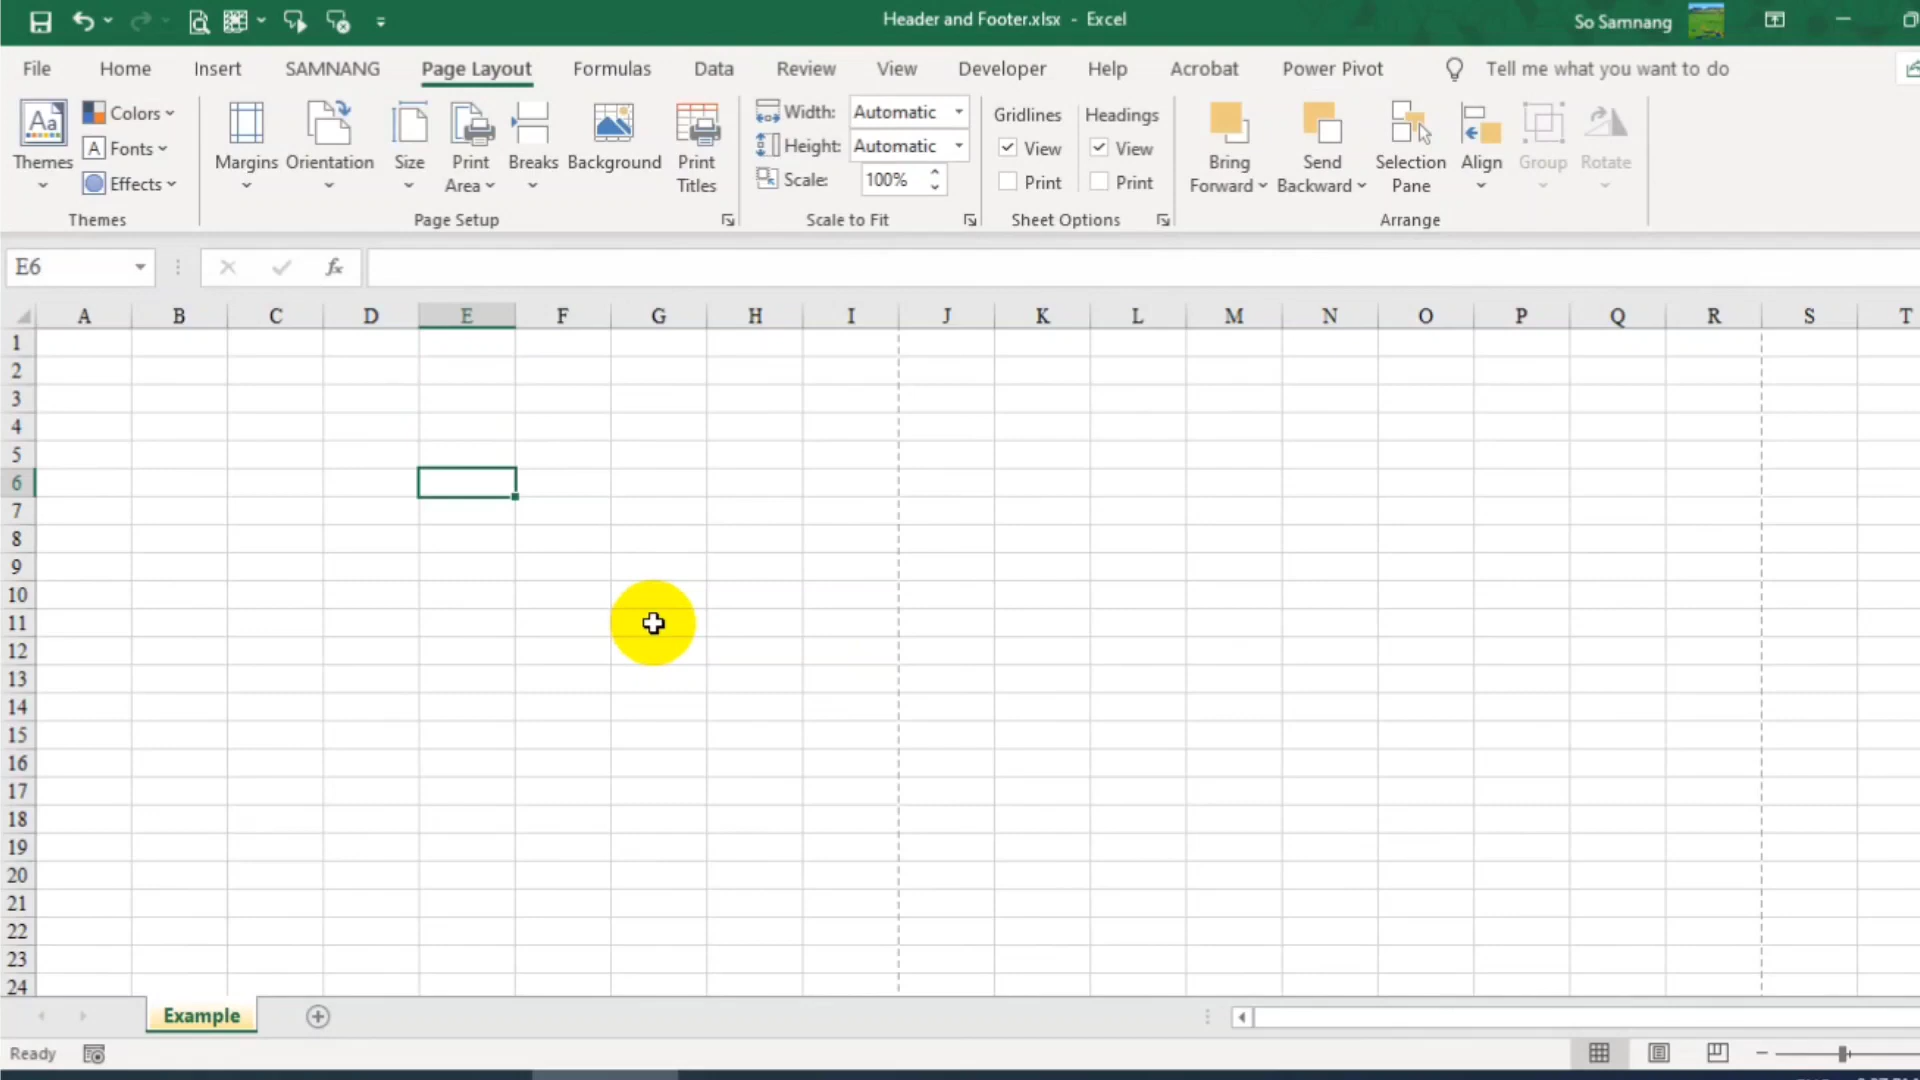 Header and Footer.xlsx - Excel
So Samnang
File Home Insert SAMNANG Page Layout Formulas Data Review View Developer Help Acrobat Power Pivot Tell me what you want to do
Themes
Colors
Fonts
Effects
Themes
Margins
Orientation
Size
Print Area
Breaks
Background
Print Titles
Page Setup
Width: Automatic
Height: Automatic
Scale: 100%
Scale to Fit
Gridlines
View
Print
Headings
View
Print
Sheet Options
Bring Forward
Send Backward
Selection Pane
Align
Group
Rotate
Arrange
E6
fx
A B C D E F G H I J K L M N O P Q R S T
1
2
3
4
5
6
7
8
9
10
11
12
13
14
15
16
17
18
19
20
21
22
23
24
Example
Ready